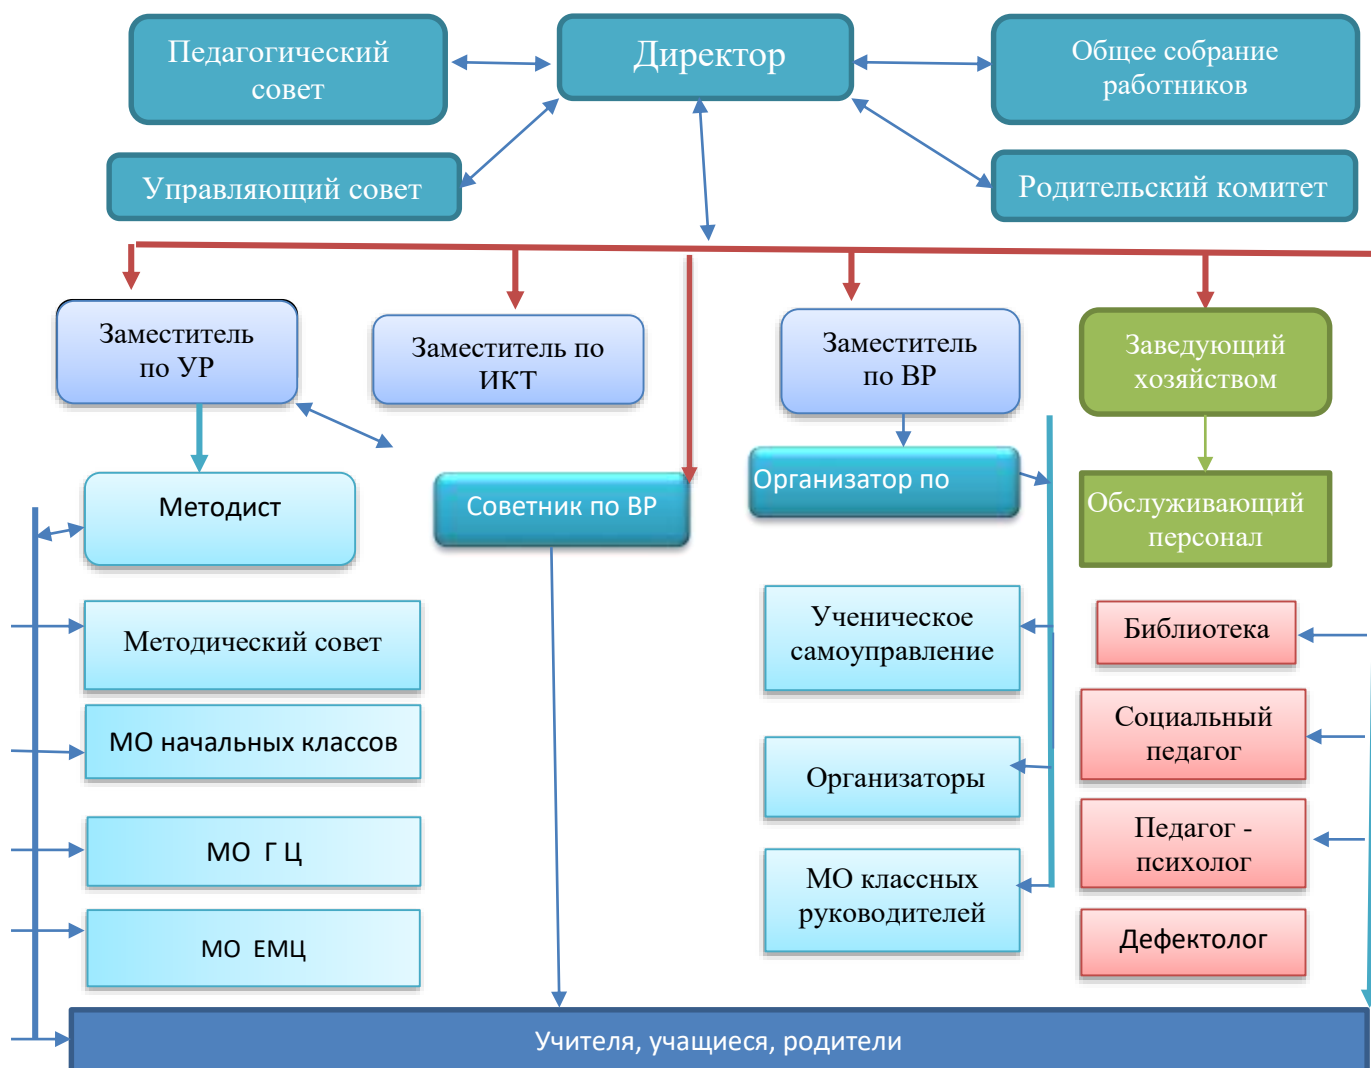 Педагогический
совет
Директор
Общее собрание
работников
Управляющий совет
Родительский комитет
Заместитель
по УР
Заместитель по
ИКТ
Заместитель
по ВР
Заведующий
хозяйством
Методист
Советник по ВР
Организатор по
Обслуживающий
персонал
Методический совет
Ученическое
самоуправление
Библиотека
МО начальных классов
Организаторы
Социальный
педагог
МО Г Ц
МО классных
руководителей
Педагог -
психолог
МО ЕМЦ
Дефектолог
Учителя, учащиеся, родители